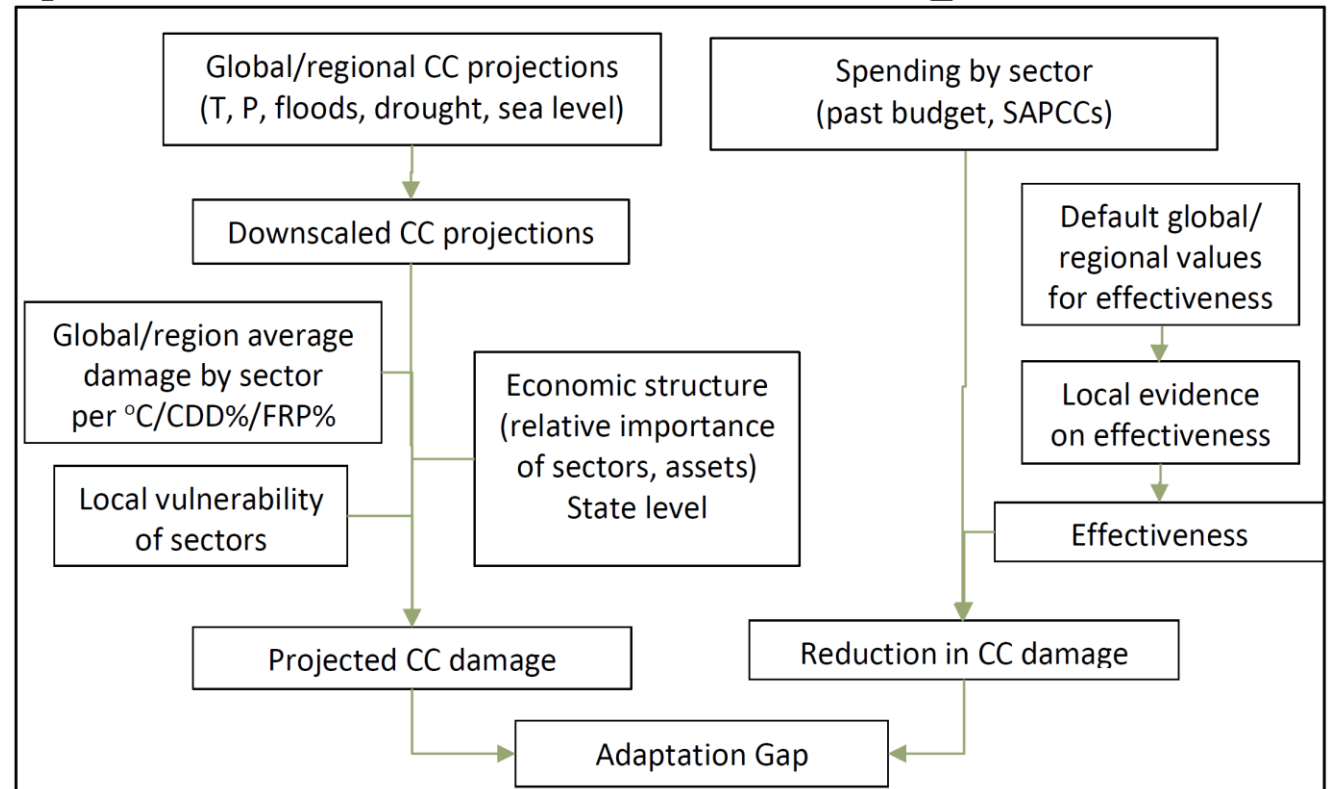 Global/regional CC projections
(T, P, floods, drought, sea level)
Spending by sector
(past budget, SAPCCs)
Downscaled CC projections
Default global/
regional values
for effectiveness
Global/region average
damage by sector
per °C/CDD%/FRP%
Economic structure
(relative importance
of sectors, assets)
State level
Local evidence
on effectiveness
Local vulnerability
of sectors
Effectiveness
Projected CC damage
Reduction in CC damage
Adaptation Gap